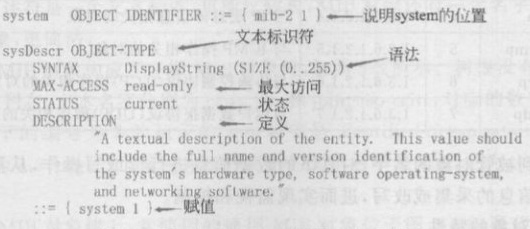 system OBJECT IDENTIFIER ::= { mib-2 1 } 说明system的位置
sysDescr OBJECT-TYPE 文本标识符
SYNTAX DisplayString (SIZE (0..255)) 语法
MAX-ACCESS read-only 最大访问
STATUS current 状态
DESCRIPTION 定义
"A textual description of the entity. This value should
include the full name and version identification of
the system's hardware type, software operating-system,
and networking software."
::= { system 1 } 赋值